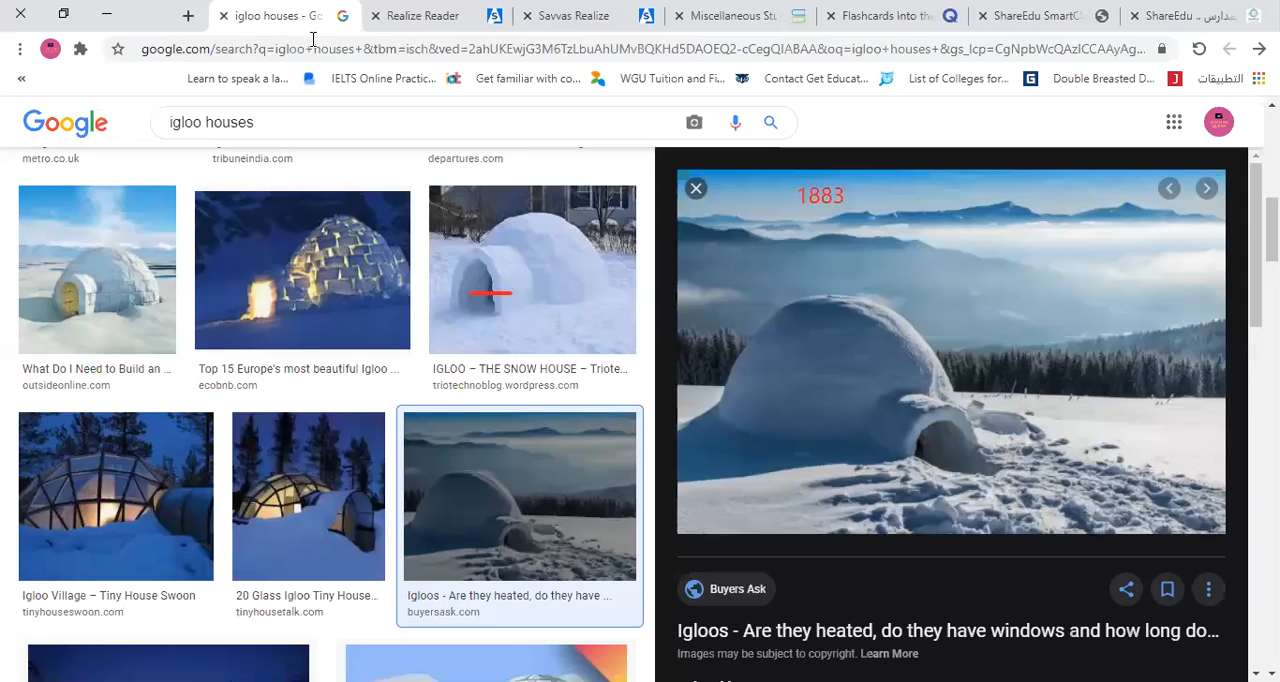 igloo houses - Go
Realize Reader
Savvas Realize
Miscellaneous Stu
Flashcards Into the
ShareEdu SmartCl
ShareEdu ..
google.com/search?q=igloo+houses+&tbm=isch&ved=2ahUKEwjG3M6TzLbuAhUMvBQKHd5DAOEQ2-cCegQIABAA&oq=igloo+houses+&gs_lcp=CgNpbWcQAzICCAAyAg...
Learn to speak a la...
IELTS Online Practic...
Get familiar with co...
WGU Tuition and Fi...
Contact Get Educat...
List of Colleges for...
Double Breasted D...
التطبيقات
Google
igloo houses
metro.co.uk
tribuneindia.com
departures.com
1883
What Do I Need to Build an ...
Top 15 Europe's most beautiful Igloo ...
IGLOO – THE SNOW HOUSE – Triote...
outsideonline.com
ecobnb.com
triotechnoblog.wordpress.com
Igloo Village – Tiny House Swoon
20 Glass Igloo Tiny House...
Igloos - Are they heated, do they have ...
tinyhouseswoon.com
tinyhousetalk.com
buyersask.com
Buyers Ask
Igloos - Are they heated, do they have windows and how long do...
Images may be subject to copyright. Learn More